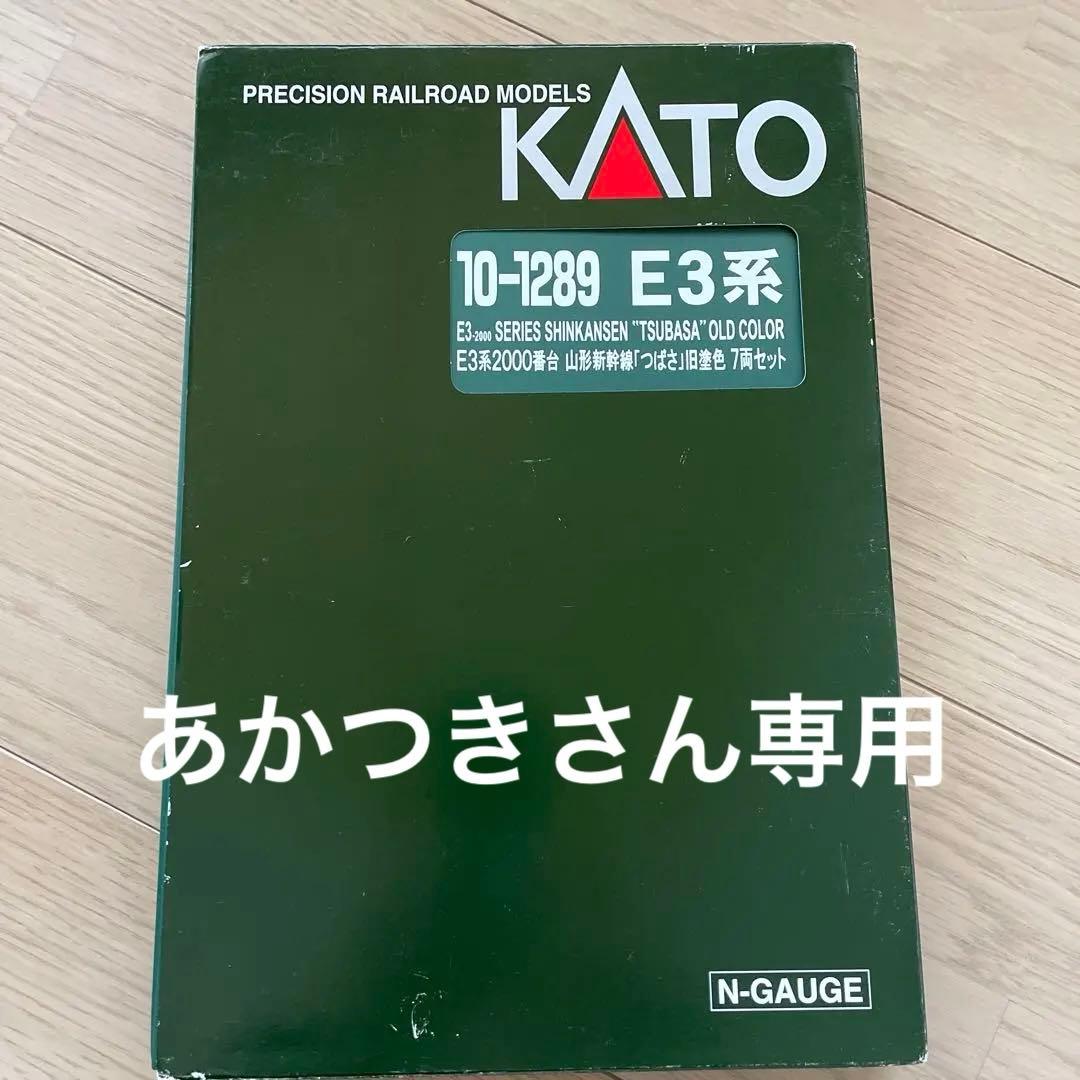 PRECISION RAILROAD MODELS
KATO
10-1289 E3系
E3-2000 SERIES SHINKANSEN "TSUBASA" OLD COLOR
E3系2000番台 山形新幹線「つばさ」旧塗色 7両セット
あかつきさん専用
N-GAUGE